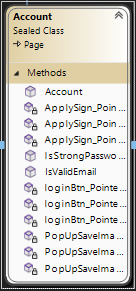 Account
Sealed Class
Page
Methods
Account
ApplySign_Poin...
ApplySign_Poin...
ApplySign_Poin...
IsStrongPasswo...
IsValidEmail
loginBtn_Pointe...
loginBtn_Pointe...
loginBtn_Pointe...
PopUpSaveIma...
PopUpSaveIma...
PopUpSaveIma...